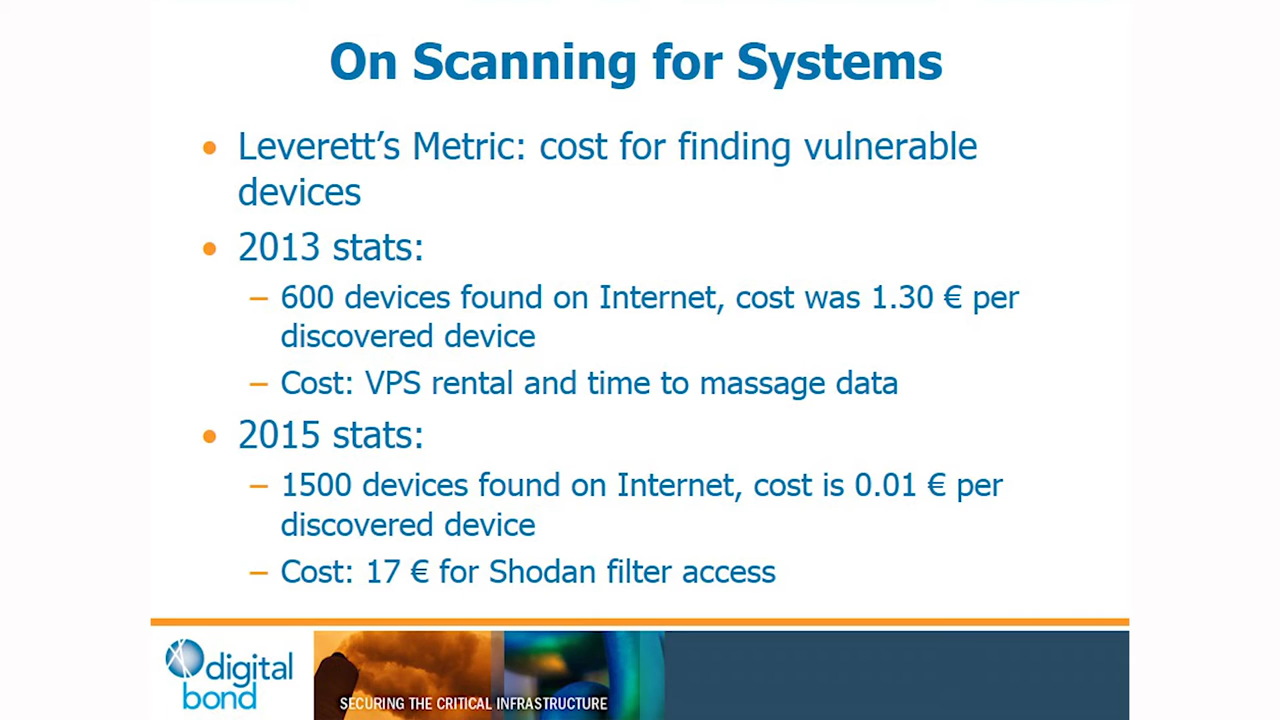 On Scanning for Systems
• Leverett’s Metric: cost for finding vulnerable
devices
• 2013 stats:
– 600 devices found on Internet, cost was 1.30 € per
discovered device
– Cost: VPS rental and time to massage data
• 2015 stats:
– 1500 devices found on Internet, cost is 0.01 € per
discovered device
– Cost: 17 € for Shodan filter access
digital
bond
SECURING THE CRITICAL INFRASTRUCTURE